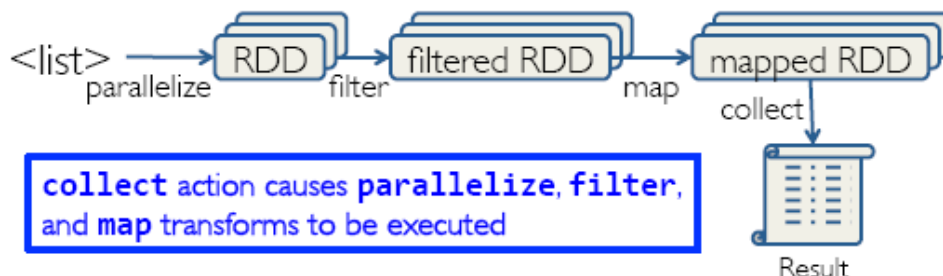 <list>
parallelize
RDD
filter
filtered RDD
map
mapped RDD
collect
collect action causes parallelize, filter,
and map transforms to be executed
Result